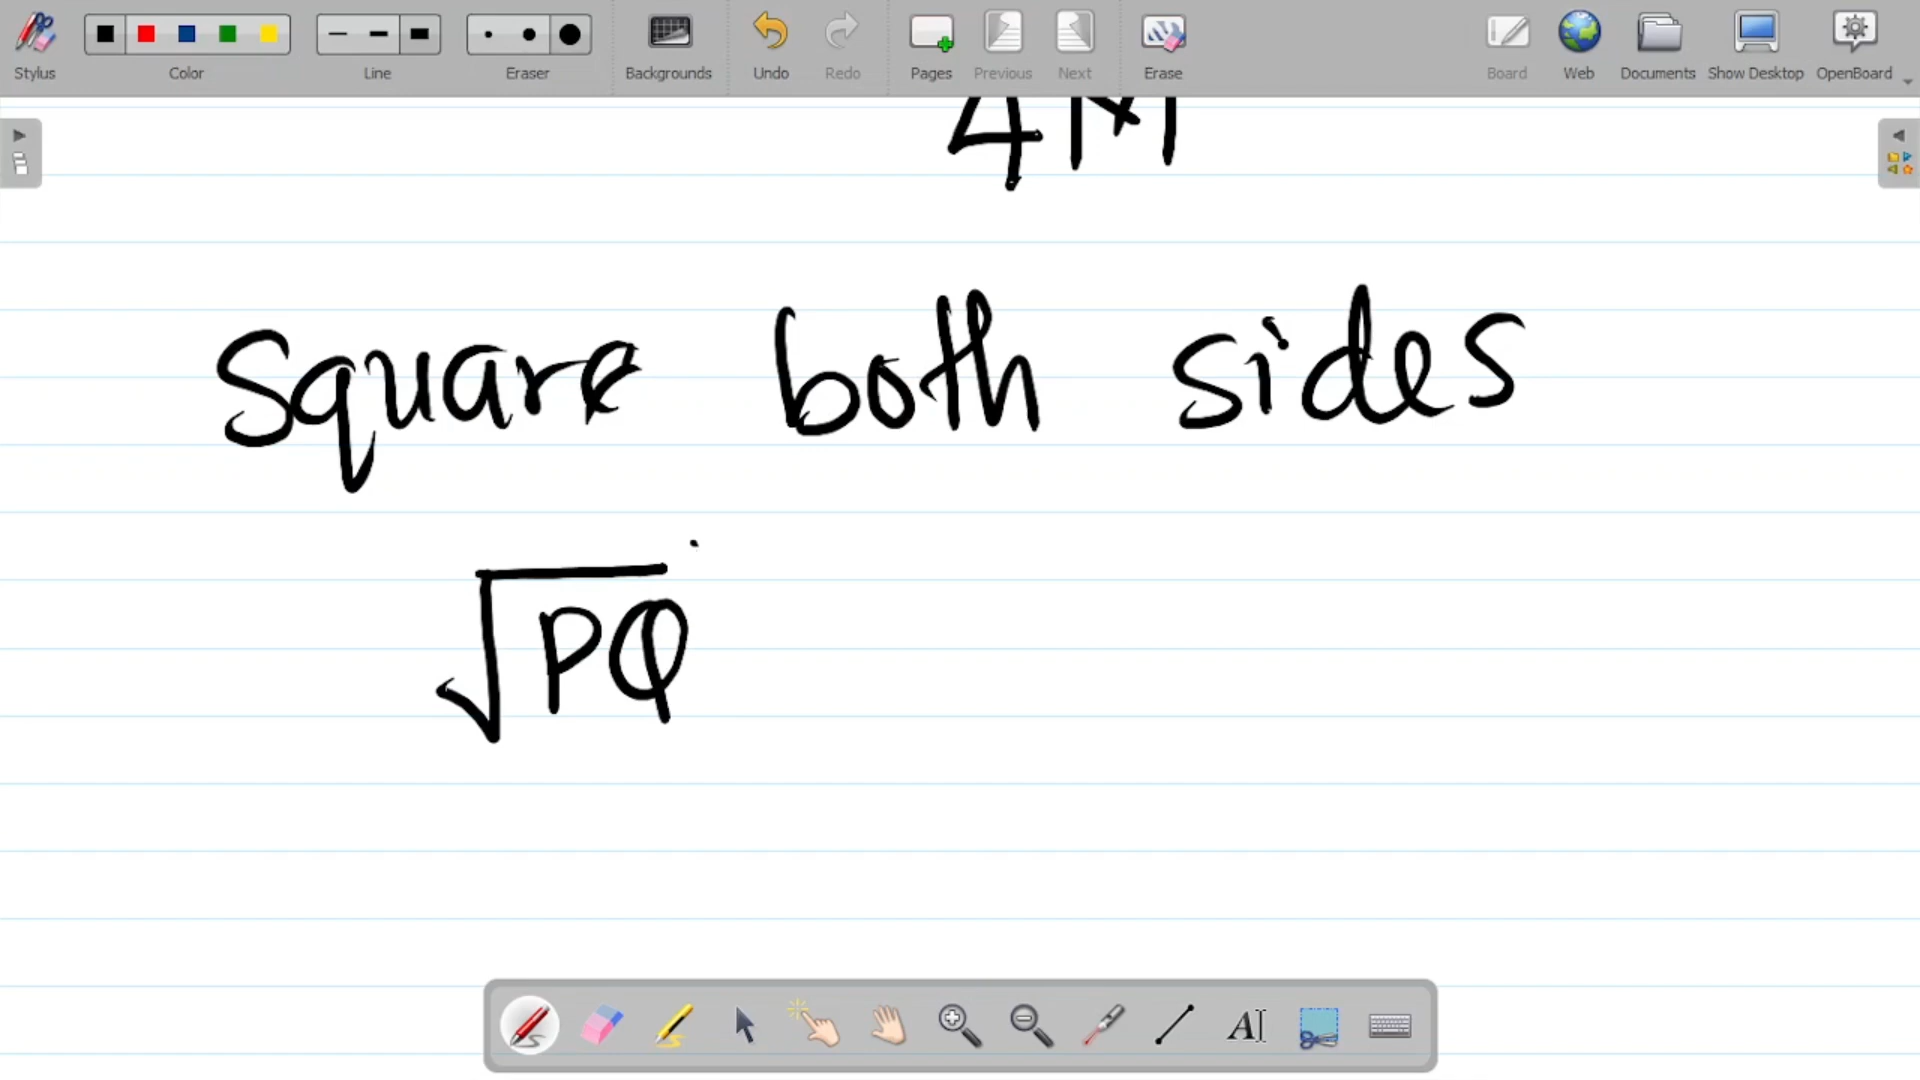 Stylus Color Line Eraser Backgrounds Undo Redo Pages Previous Next Erase Board Web Documents Show Desktop OpenBoard
Square both sides
√PQ